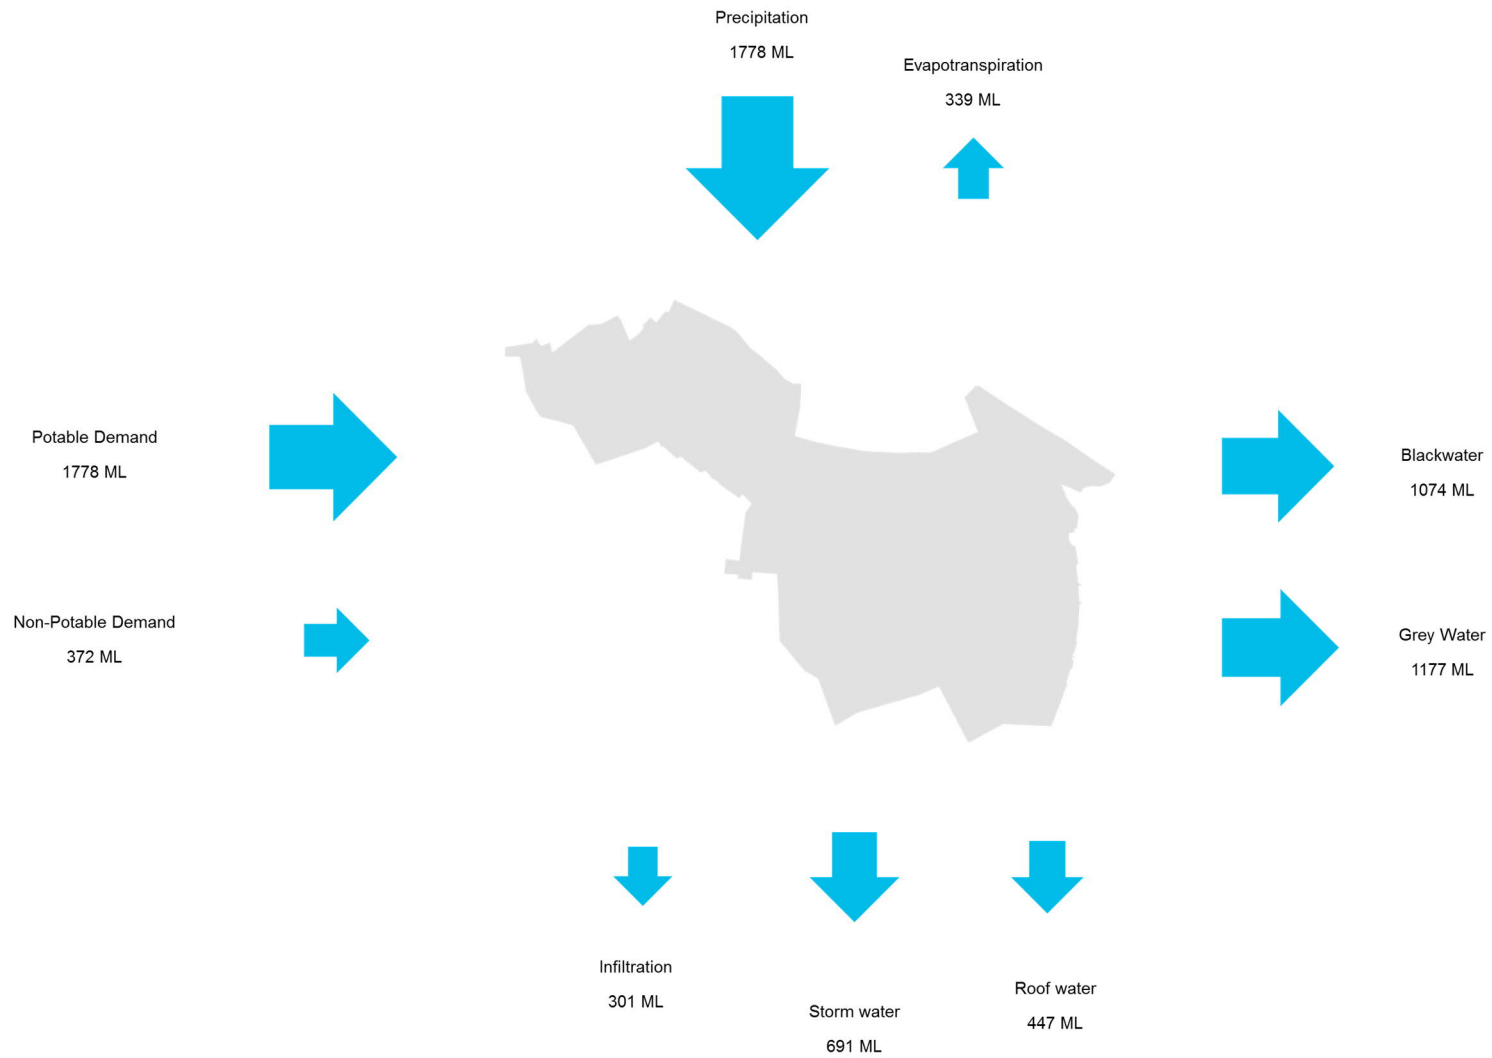 Precipitation
1778 ML
Evapotranspiration
339 ML
Potable Demand
1778 ML
Blackwater
1074 ML
Non-Potable Demand
372 ML
Grey Water
1177 ML
Infiltration
301 ML
Storm water
691 ML
Roof water
447 ML